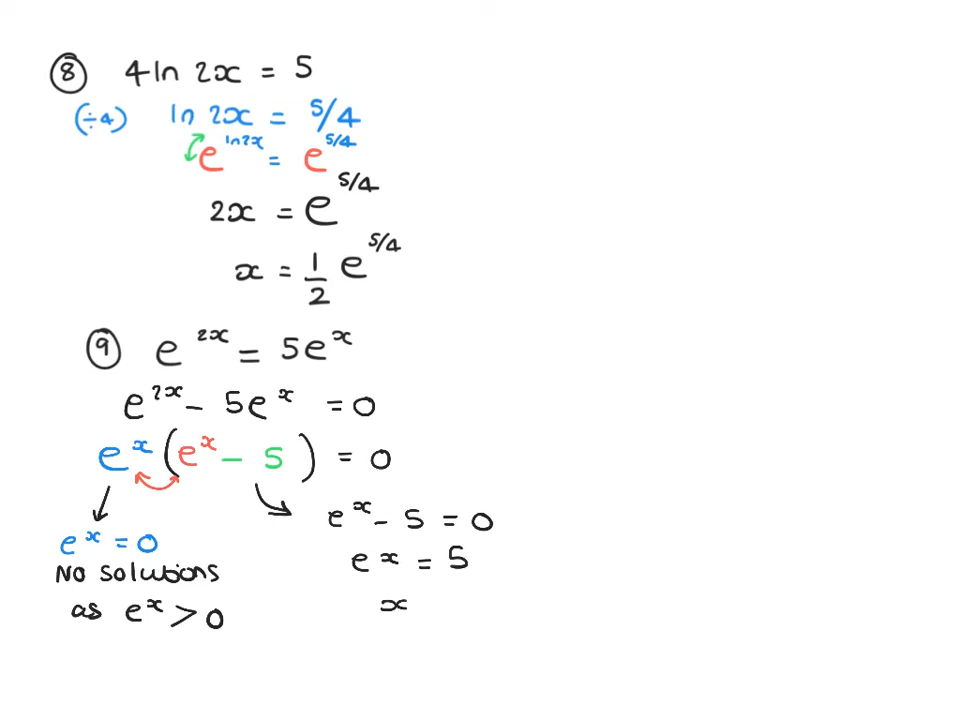 ⑧ 4ln 2x = 5
(÷4) ln 2x = 5/4
e^(ln2x) = e^(5/4)
2x = e^(5/4)
x = 1/2 e^(5/4)
⑨ e^(2x) = 5e^x
e^(2x) - 5e^x = 0
e^x(e^x - 5) = 0
e^x - 5 = 0
e^x = 0
e^x = 5
No solutions
x
as e^x > 0